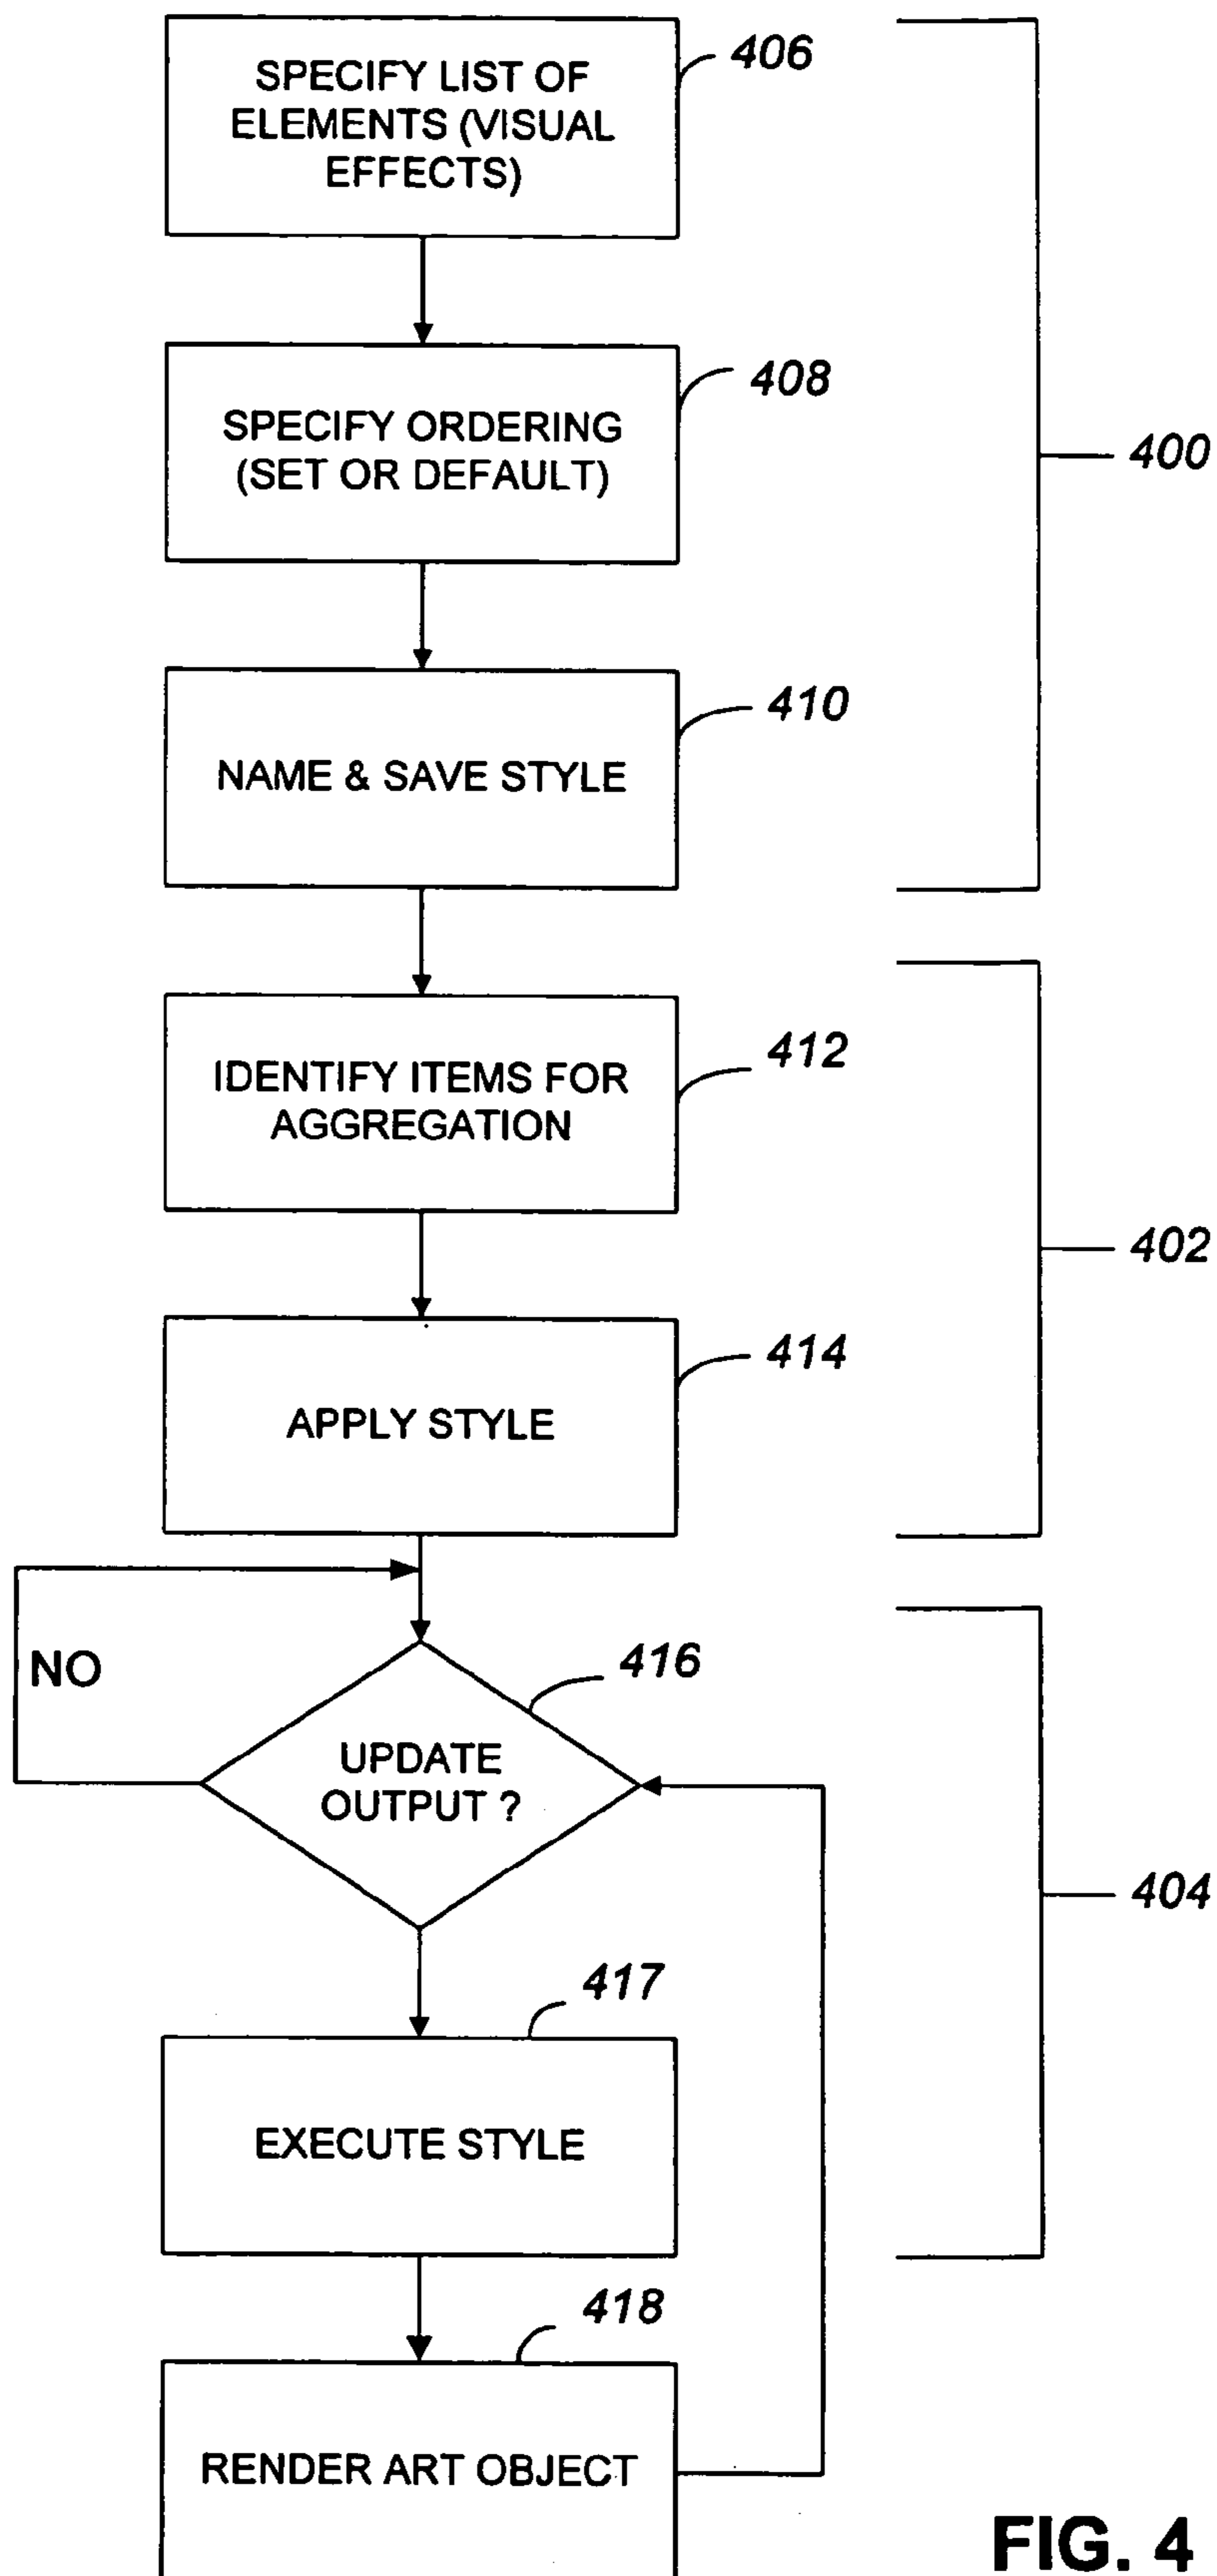 SPECIFY LIST OF
ELEMENTS (VISUAL
EFFECTS)
406
SPECIFY ORDERING
(SET OR DEFAULT)
408
400
NAME & SAVE STYLE
410
IDENTIFY ITEMS FOR
AGGREGATION
412
402
APPLY STYLE
414
NO
416
UPDATE
OUTPUT ?
404
417
EXECUTE STYLE
418
RENDER ART OBJECT
FIG. 4